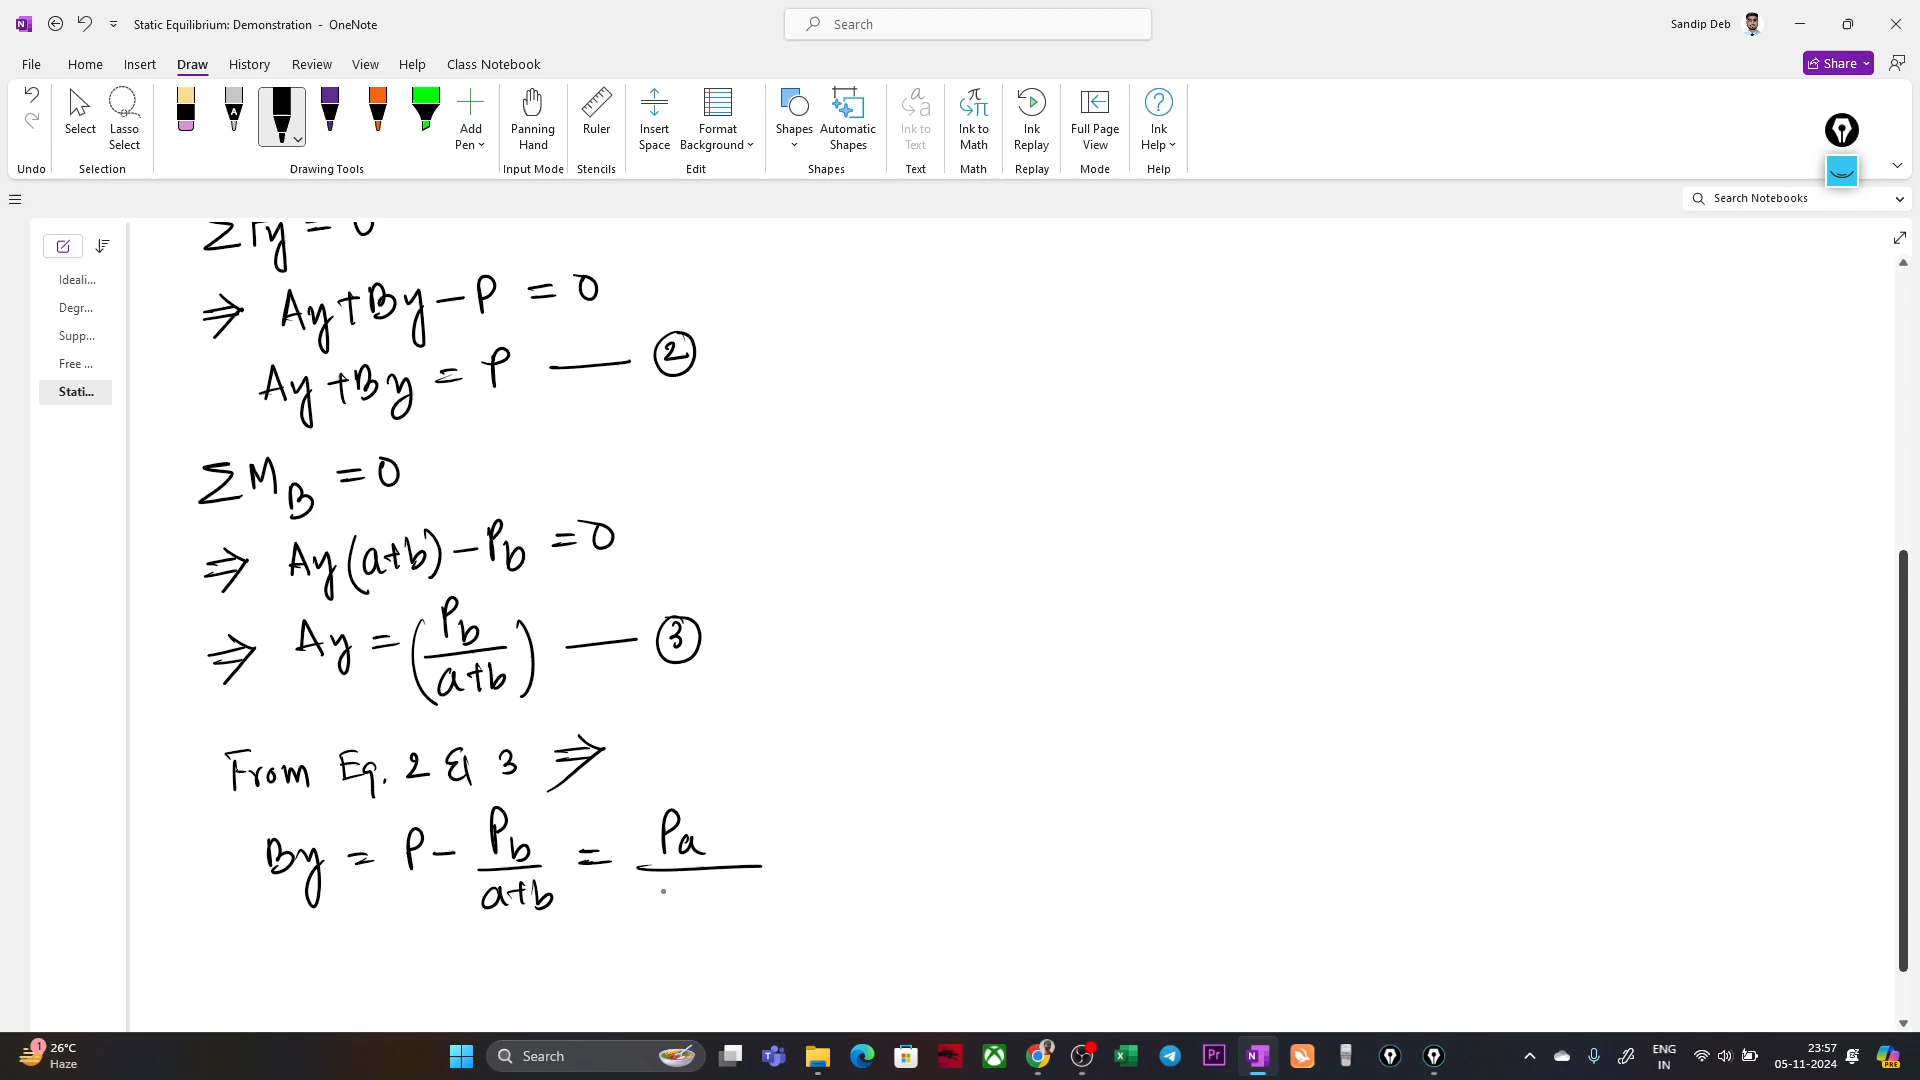 Static Equilibrium: Demonstration - OneNote
Search
Sandip Deb
File Home Insert Draw History Review View Help Class Notebook
Share
Select
Lasso Select
Add Pen
Panning Hand
Ruler
Insert Space
Format Background
Shapes
Automatic Shapes
Ink to Text
Ink to Math
Ink Replay
Full Page View
Ink Help
Undo Selection Drawing Tools Input Mode Stencils Edit Shapes Text Math Replay Mode Help
Search Notebooks
Ideali...
Degr...
Supp...
Free ...
Stati...
ΣFy = 0
⇒ Ay+By−P = 0
Ay+By = P —— ②
ΣM_B = 0
⇒ Ay(a+b)−Pb = 0
⇒ Ay = (Pb/(a+b)) —— ③
From Eq. 2 & 3 ⇒
By = P − Pb/(a+b) = Pa/
1
26°C
Haze
Search
ENG
IN
23:57
05-11-2024
PRE